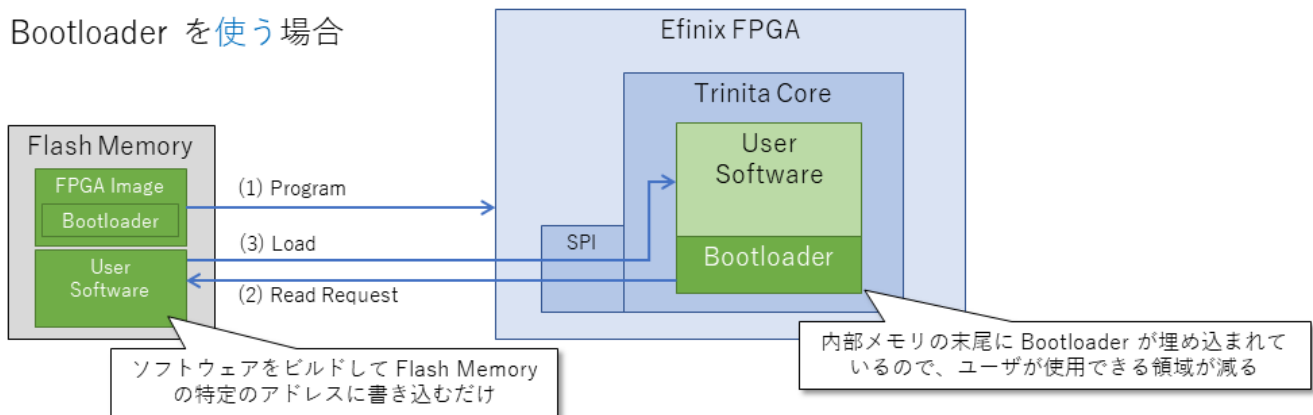 Bootloader を使う場合
Efinix FPGA
Trinita Core
User
Software
Bootloader
SPI
Flash Memory
FPGA Image
Bootloader
User
Software
(1) Program
(3) Load
(2) Read Request
ソフトウェアをビルドして Flash Memory
の特定のアドレスに書き込むだけ
内部メモリの末尾に Bootloader が埋め込まれて
いるので、ユーザが使用できる領域が減る